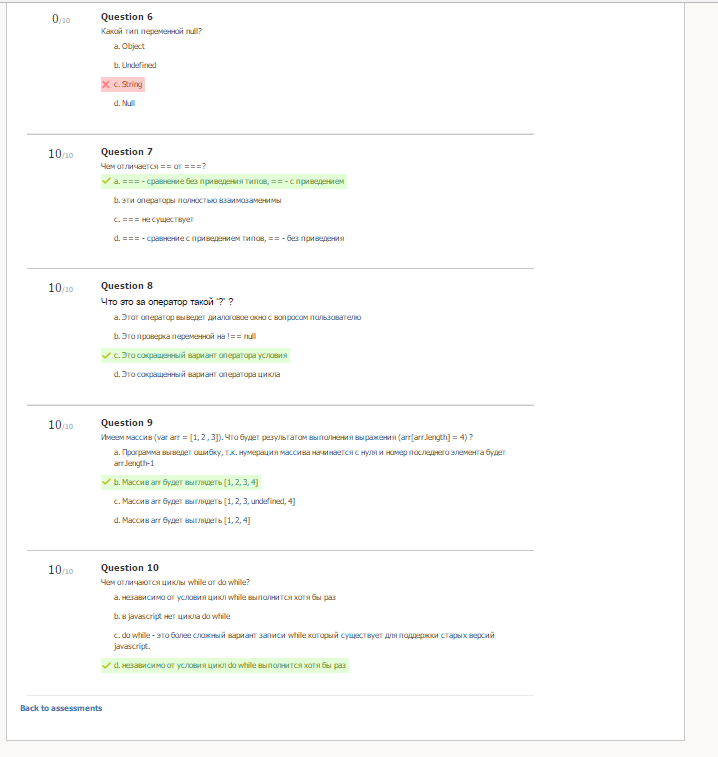 0/10
Question 6
Какой тип переменной null?
a. Object
b. Undefined
c. String
d. Null
10/10
Question 7
Чем отличается == от ===?
a. === - сравнение без приведения типов, == - с приведением
b. эти операторы полностью взаимозаменимы
c. === не существует
d. === - сравнение с приведением типов, == - без приведения
10/10
Question 8
Что это за оператор такой '?' ?
a. Этот оператор выведет диалоговое окно с вопросом пользователю
b. Это проверка переменной на !== null
c. Это сокращенный вариант оператора условия
d. Это сокращенный вариант оператора цикла
10/10
Question 9
Имеем массив (var arr = [1, 2 , 3]). Что будет результатом выполнения выражения (arr[arr.length] = 4) ?
a. Программа выведет ошибку, т.к. нумерация массива начинается с нуля и номер последнего элемента будет
arr.length-1
b. Массив arr будет выглядеть [1, 2, 3, 4]
c. Массив arr будет выглядеть [1, 2, 3, undefined, 4]
d. Массив arr будет выглядеть [1, 2, 4]
10/10
Question 10
Чем отличаются циклы while от do while?
a. независимо от условия цикл while выполнится хотя бы раз
b. в javascript нет цикла do while
c. do while - это более сложный вариант записи while который существует для поддержки старых версий
javascript.
d. независимо от условия цикл do while выполнится хотя бы раз
Back to assessments